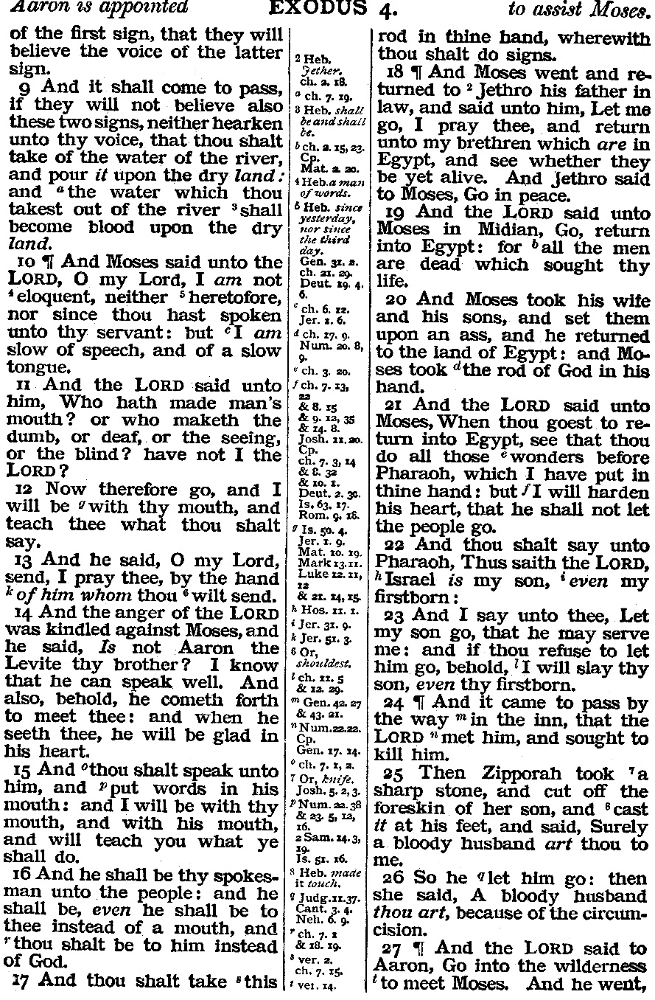 Aaron is appointed EXODUS 4. to assist Moses.
of the first sign, that they will
believe the voice of the latter
sign.
9 And it shall come to pass,
if they will not believe also
these two signs, neither hearken
unto thy voice, that thou shalt
take of the water of the river,
and pour it upon the dry land:
and a the water which thou
takest out of the river 3 shall
become blood upon the dry
land.
10 ¶ And Moses said unto the
LORD, O my Lord, I am not
4 eloquent, neither 5 heretofore,
nor since thou hast spoken
unto thy servant: but c I am
slow of speech, and of a slow
tongue.
11 And the LORD said unto
him, Who hath made man's
mouth? or who maketh the
dumb, or deaf, or the seeing,
or the blind? have not I the
LORD?
12 Now therefore go, and I
will be g with thy mouth, and
teach thee what thou shalt
say.
13 And he said, O my Lord,
send, I pray thee, by the hand
k of him whom thou 6 wilt send.
14 And the anger of the LORD
was kindled against Moses, and
he said, Is not Aaron the
Levite thy brother? I know
that he can speak well. And
also, behold, he cometh forth
to meet thee: and when he
seeth thee, he will be glad in
his heart.
15 And o thou shalt speak unto
him, and p put words in his
mouth: and I will be with thy
mouth, and with his mouth,
and will teach you what ye
shall do.
16 And he shall be thy spokes-
man unto the people: and he
shall be, even he shall be to
thee instead of a mouth, and
r thou shalt be to him instead
of God.
17 And thou shalt take s this
2 Heb.
Jether.
ch. 2. 18.
a ch. 7. 19.
3 Heb. shall
be and shall
be.
b ch. 2. 15, 23.
Cp.
Mat. 2. 20.
4 Heb. a man
of words.
5 Heb. since
yesterday,
nor since
the third
day.
Gen. 31. 2.
ch. 21. 29.
Deut. 19. 4,
6.
c ch. 6. 12.
Jer. 1. 6.
d ch. 17. 9.
Num. 20. 8,
9.
e ch. 3. 20.
f ch. 7. 13,
22
& 8. 15
& 9. 12, 35
& 14. 8.
Josh. 11. 20.
Cp.
ch. 7. 3, 14
& 8. 32
& 10. 1.
Deut. 2. 30.
Is. 63. 17.
Rom. 9. 18.
g Is. 50. 4.
Jer. 1. 9.
Mat. 10. 19.
Mark 13. 11.
Luke 12. 11,
12
& 21. 14, 15.
h Hos. 11. 1.
i Jer. 31. 9.
k Jer. 51. 3.
6 Or,
shouldest.
l ch. 11. 5
& 12. 29.
m Gen. 42. 27
& 43. 21.
n Num. 22. 22.
Cp.
Gen. 17. 14.
o ch. 7. 1, 2.
7 Or, knife.
Josh. 5. 2, 3.
p Num. 22. 38
& 23. 5, 12,
16.
2 Sam. 14. 3,
19.
Is. 51. 16.
8 Heb. made
it touch.
q Judg. 11. 37.
Cant. 3. 4.
Neh. 6. 9.
r ch. 7. 1
& 18. 19.
s ver. 2.
ch. 7. 15.
t ver. 14.
rod in thine hand, wherewith
thou shalt do signs.
18 ¶ And Moses went and re-
turned to 2 Jethro his father in
law, and said unto him, Let me
go, I pray thee, and return
unto my brethren which are in
Egypt, and see whether they
be yet alive. And Jethro said
to Moses, Go in peace.
19 And the LORD said unto
Moses in Midian, Go, return
into Egypt: for b all the men
are dead which sought thy
life.
20 And Moses took his wife
and his sons, and set them
upon an ass, and he returned
to the land of Egypt: and Mo-
ses took d the rod of God in his
hand.
21 And the LORD said unto
Moses, When thou goest to re-
turn into Egypt, see that thou
do all those e wonders before
Pharaoh, which I have put in
thine hand: but f I will harden
his heart, that he shall not let
the people go.
22 And thou shalt say unto
Pharaoh, Thus saith the LORD,
h Israel is my son, i even my
firstborn:
23 And I say unto thee, Let
my son go, that he may serve
me: and if thou refuse to let
him go, behold, l I will slay thy
son, even thy firstborn.
24 ¶ And it came to pass by
the way m in the inn, that the
LORD n met him, and sought to
kill him.
25 Then Zipporah took 7 a
sharp stone, and cut off the
foreskin of her son, and 8 cast
it at his feet, and said, Surely
a bloody husband art thou to
me.
26 So he q let him go: then
she said, A bloody husband
thou art, because of the circum-
cision.
27 ¶ And the LORD said to
Aaron, Go into the wilderness
t to meet Moses. And he went,